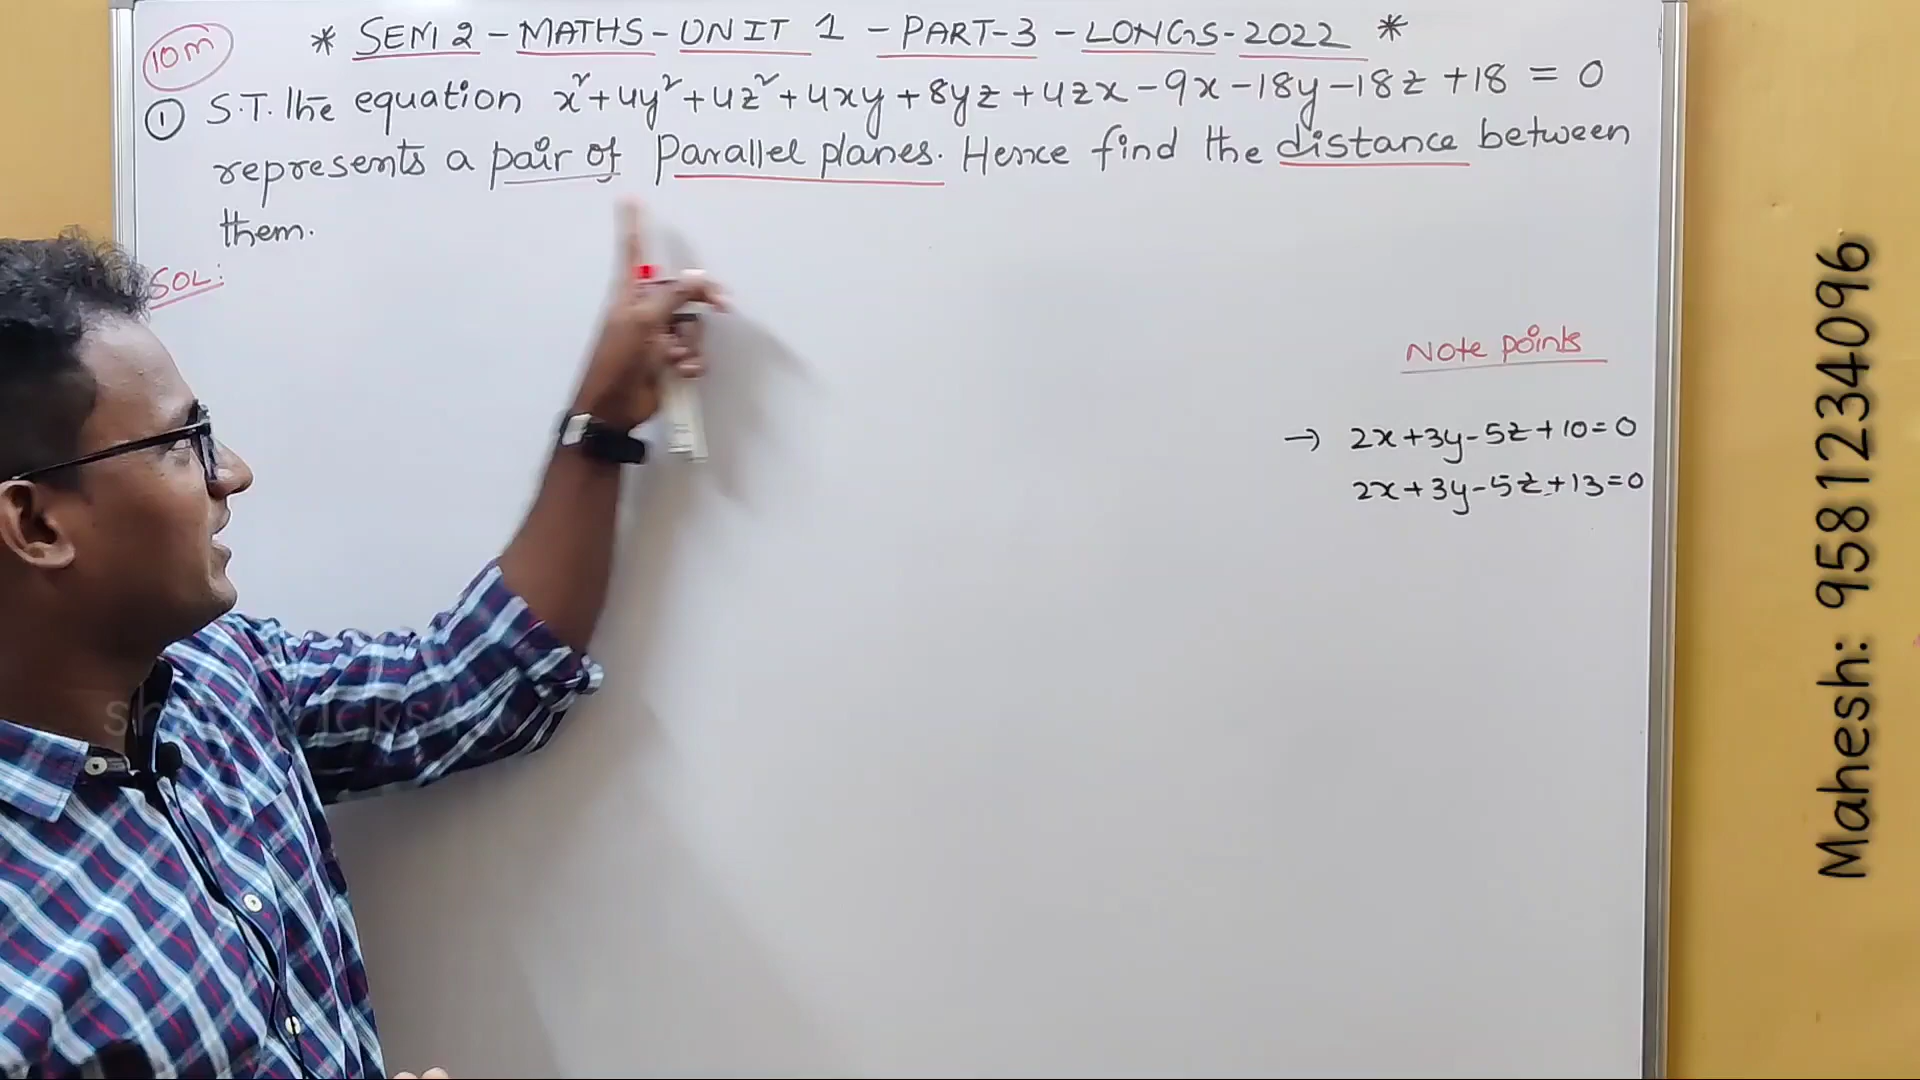 * SEM 2 - MATHS - UNIT 1 - PART-3 - LONGS - 2022 *
10m
① S.T. The equation x²+4y²+4z²+4xy+8yz+4zx-9x-18y-18z+18 = 0
represents a pair of Parallel planes. Hence find the distance between
them.
SOL:
Note points
→ 2x+3y-5z+10=0
2x+3y-5z+13=0
Mahesh: 9581234096